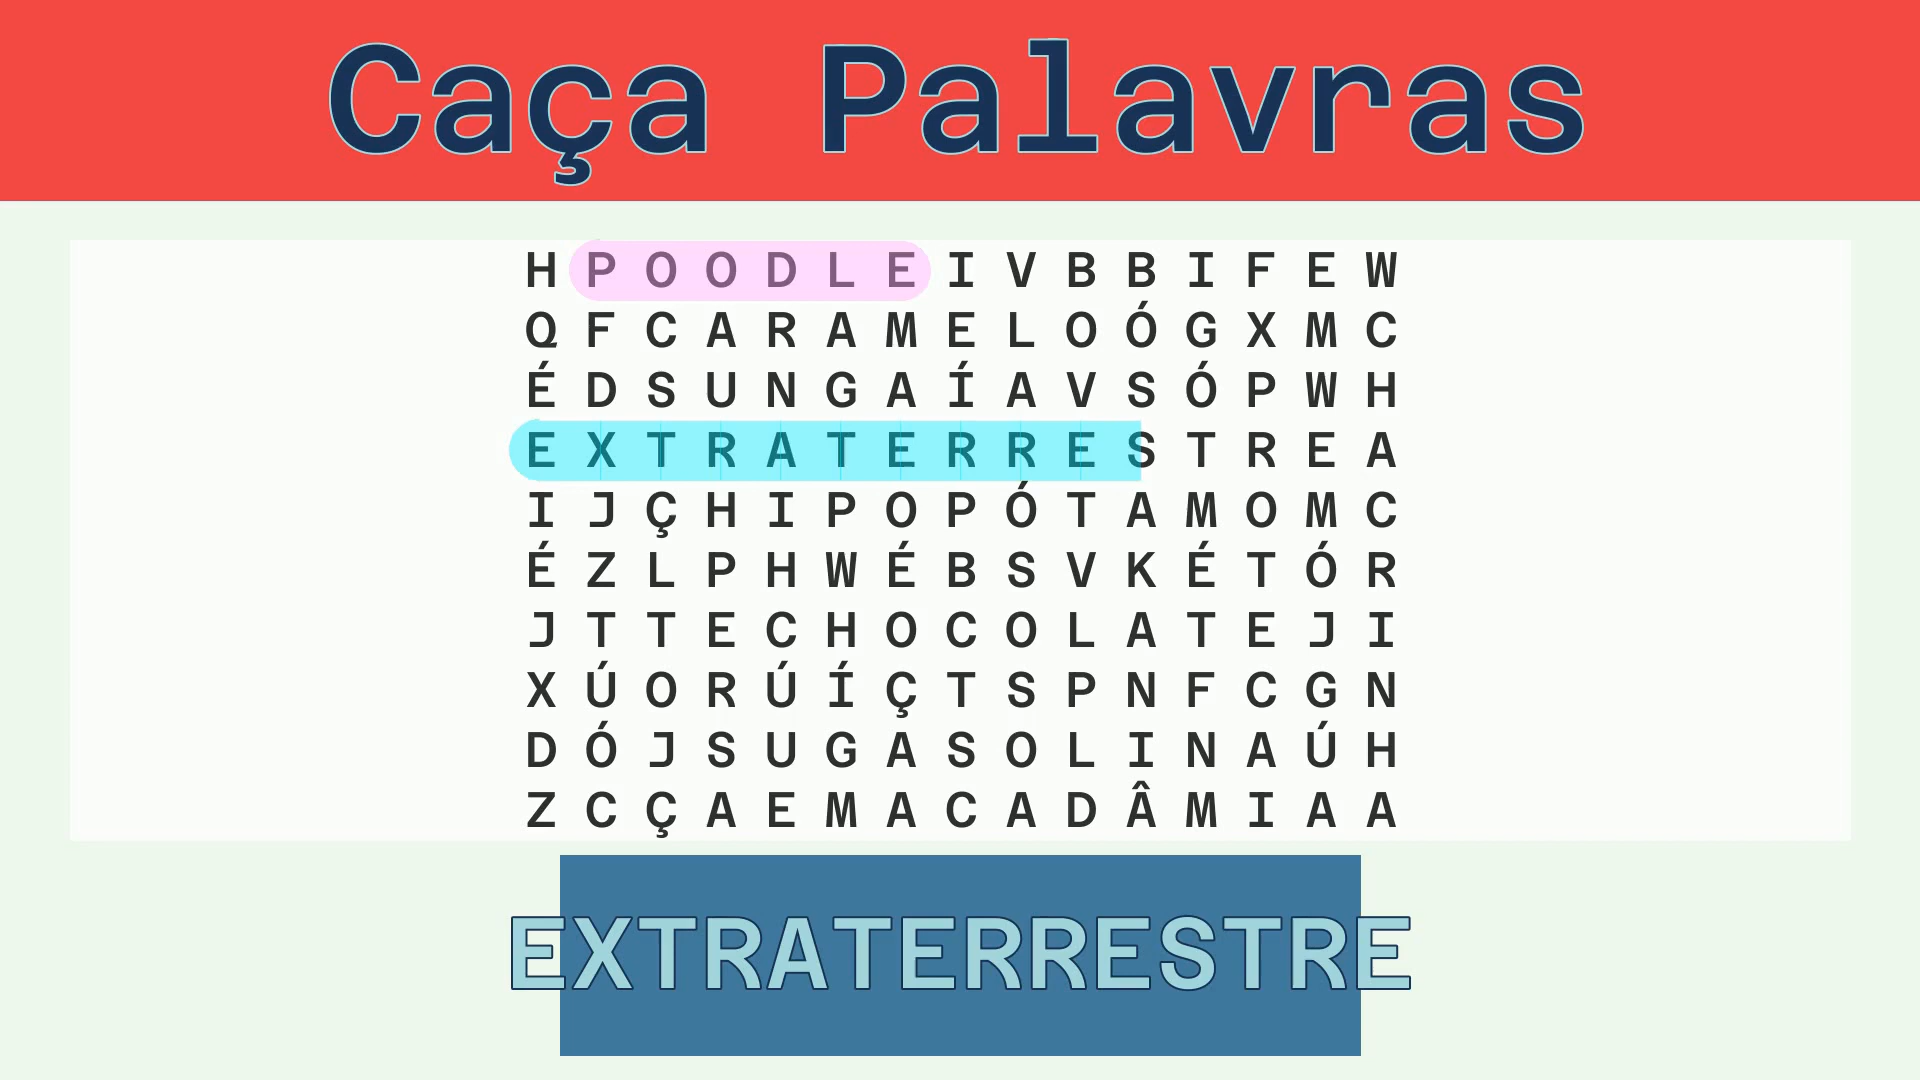 Caça Palavras
H P O O D L E I V B B I F E W
Q F C A R A M E L O Ó G X M C
É D S U N G A Í A V S Ó P W H
E X T R A T E R R E S T R E A
I J Ç H I P O P Ó T A M O M C
É Z L P H W É B S V K É T Ó R
J T T E C H O C O L A T E J I
X Ú O R Ú Í Ç T S P N F C G N
D Ó J S U G A S O L I N A Ú H
Z C Ç A E M A C A D Â M I A A
EXTRATERRESTRE